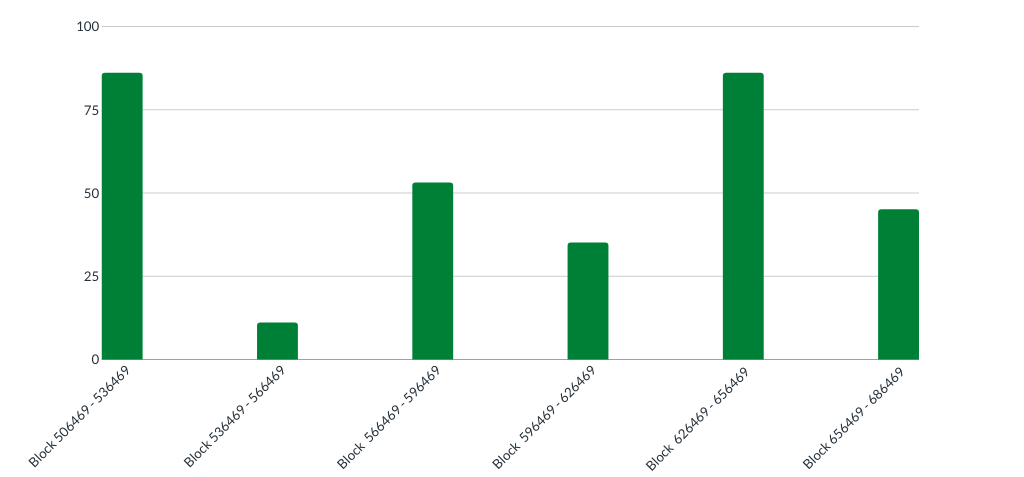 100
75
50
25
0
Block 506469 - 536469
Block 536469 - 566469
Block 566469 - 596469
Block 596469 - 626469
Block 626469 - 656469
Block 656469 - 686469